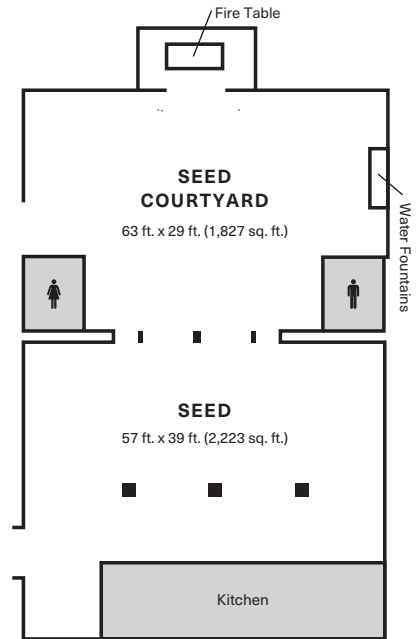 Fire Table
SEED
COURTYARD
63 ft. x 29 ft. (1,827 sq. ft.)
Water Fountains
SEED
57 ft. x 39 ft. (2,223 sq. ft.)
Kitchen